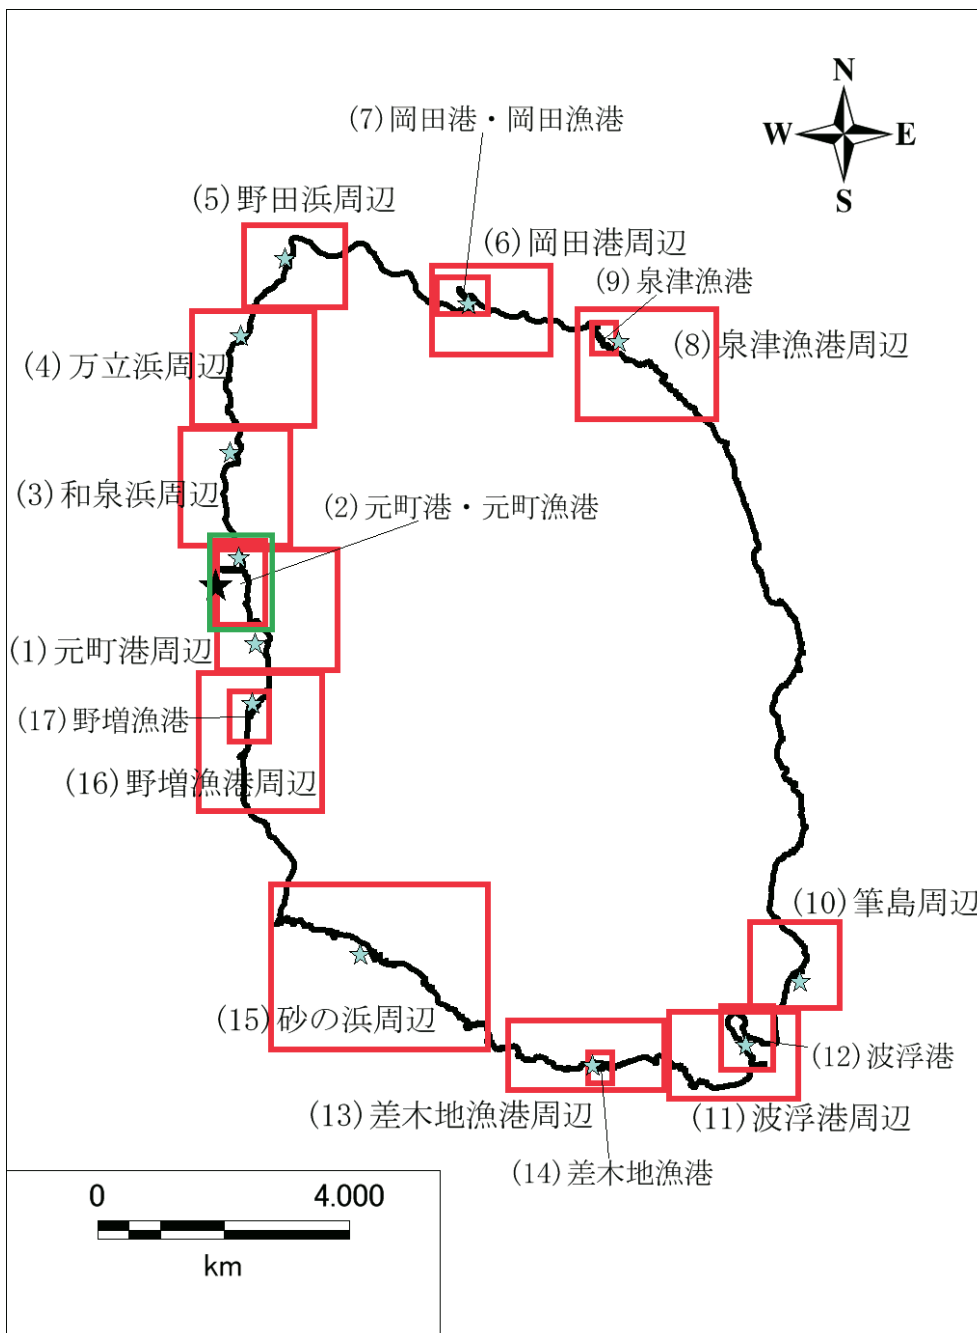 N
W E
S
(7)岡田港・岡田漁港
(5)野田浜周辺
(6)岡田港周辺
(9)泉津漁港
(8)泉津漁港周辺
(4)万立浜周辺
(3)和泉浜周辺
(2)元町港・元町漁港
(1)元町港周辺
(17)野増漁港
(16)野増漁港周辺
(10)筆島周辺
(15)砂の浜周辺
(12)波浮港
(13)差木地漁港周辺
(11)波浮港周辺
(14)差木地漁港
0 4.000
km